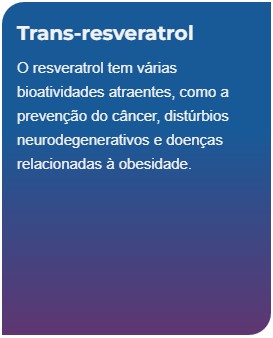 Trans-resveratrol
O resveratrol tem várias
bioatividades atraentes, como a
prevenção do câncer, distúrbios
neurodegenerativos e doenças
relacionadas à obesidade.